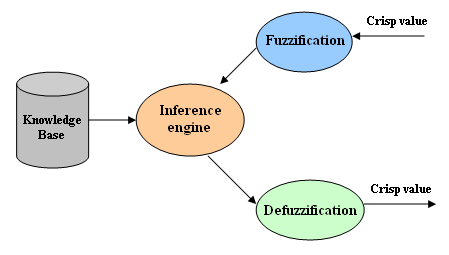 Crisp value
Fuzzification
Inference
engine
Knowledge
Base
Crisp value
Defuzzification